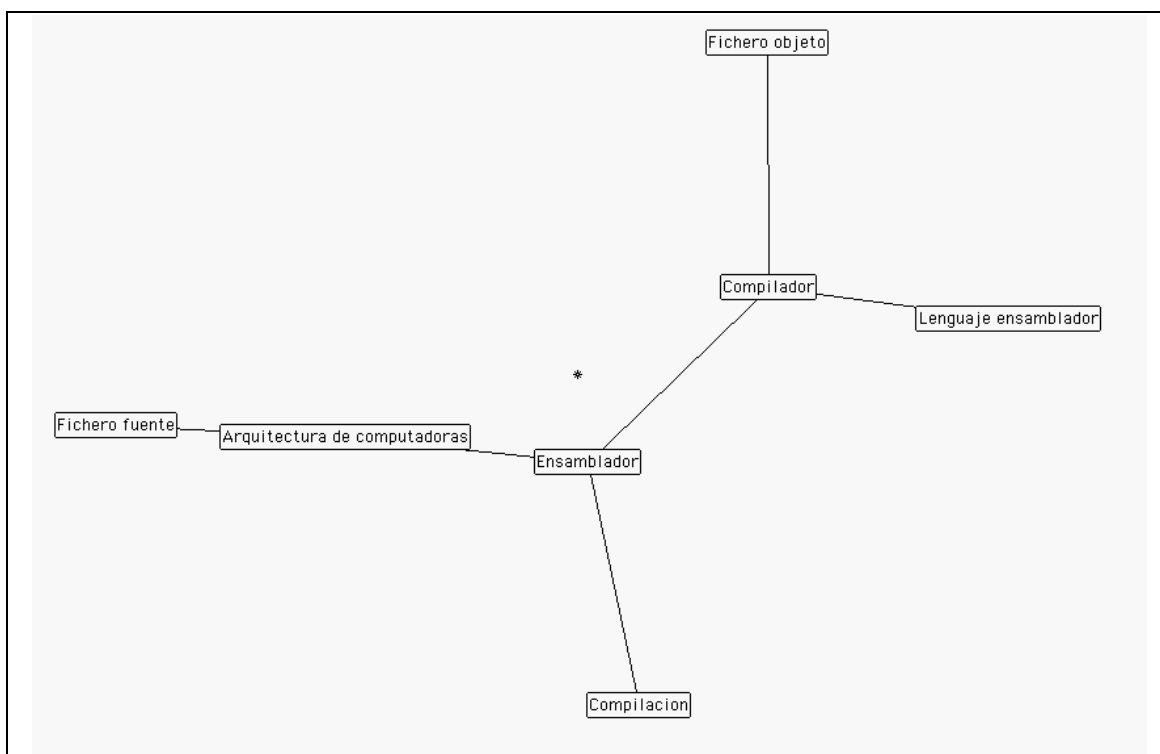 Fichero objeto
Compilador
Lenguaje ensamblador
*
Fichero fuente
Arquitectura de computadoras
Ensamblador
Compilacion